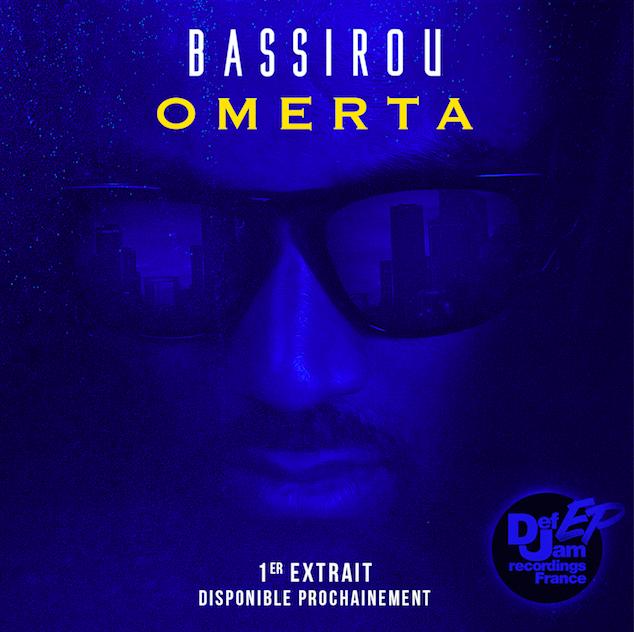 BASSIROU
OMERTA
Def EP
Jam
recordings
France
1ER EXTRAIT
DISPONIBLE PROCHAINEMENT